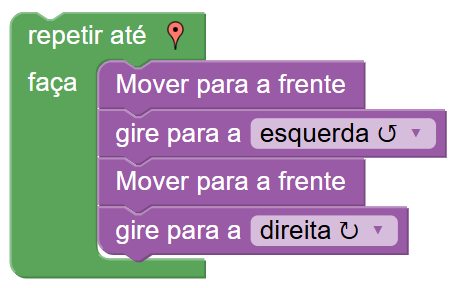 repetir até
faça
Mover para a frente
gire para a esquerda ↺ ▼
Mover para a frente
gire para a direita ↻ ▼